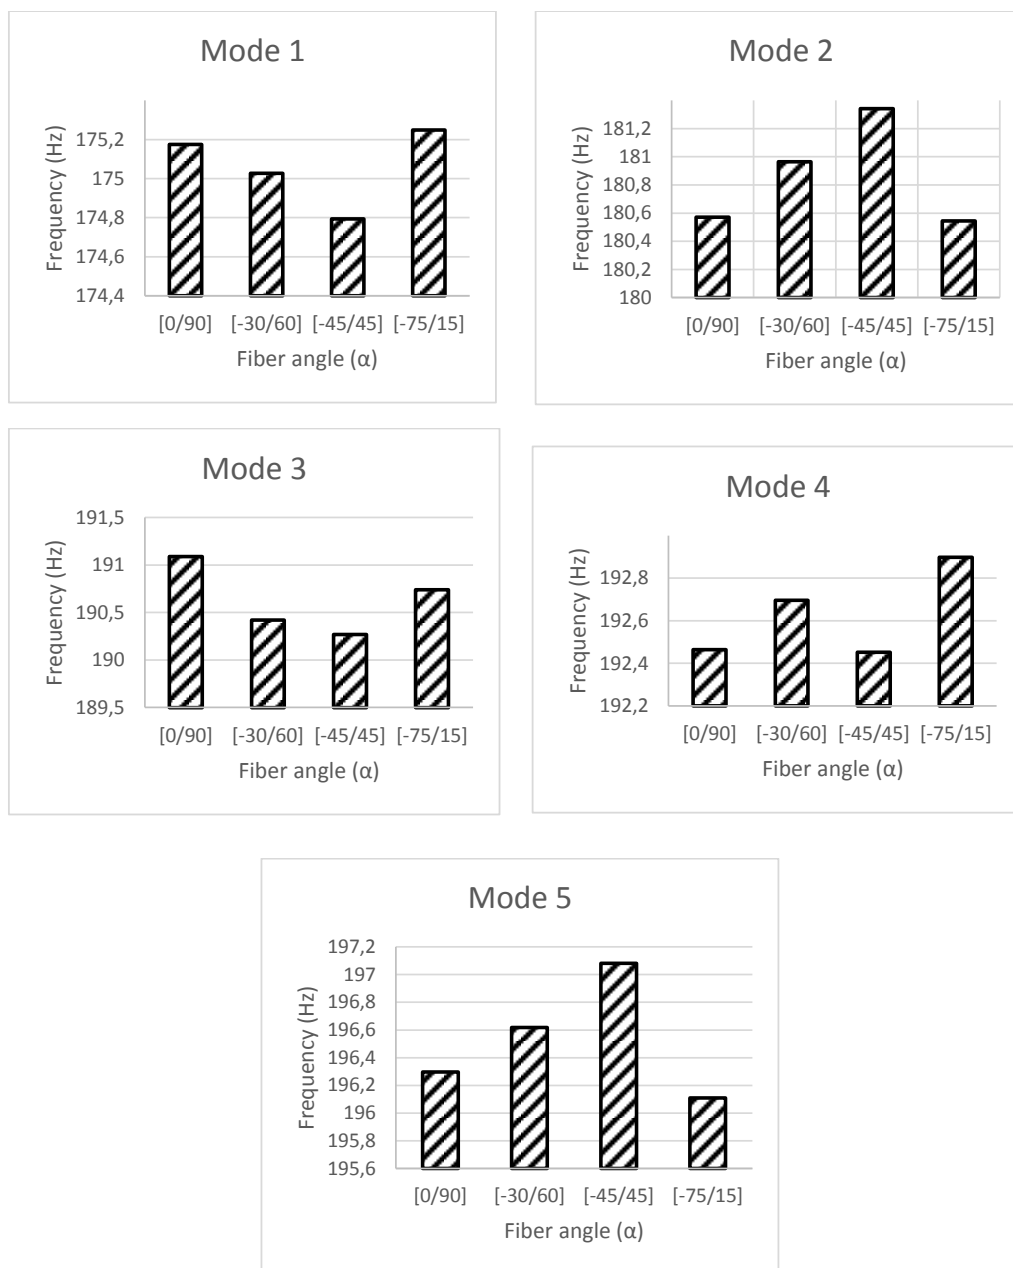 Mode 1
Frequency (Hz)
175,2
175
174,8
174,6
174,4
[0/90] [-30/60] [-45/45] [-75/15]
Fiber angle (α)
Mode 2
Frequency (Hz)
181,2
181
180,8
180,6
180,4
180,2
180
[0/90] [-30/60] [-45/45] [-75/15]
Fiber angle (α)
Mode 3
Frequency (Hz)
191,5
191
190,5
190
189,5
[0/90] [-30/60] [-45/45] [-75/15]
Fiber angle (α)
Mode 4
Frequency (Hz)
192,8
192,6
192,4
192,2
[0/90] [-30/60] [-45/45] [-75/15]
Fiber angle (α)
Mode 5
Frequency (Hz)
197,2
197
196,8
196,6
196,4
196,2
196
195,8
195,6
[0/90] [-30/60] [-45/45] [-75/15]
Fiber angle (α)